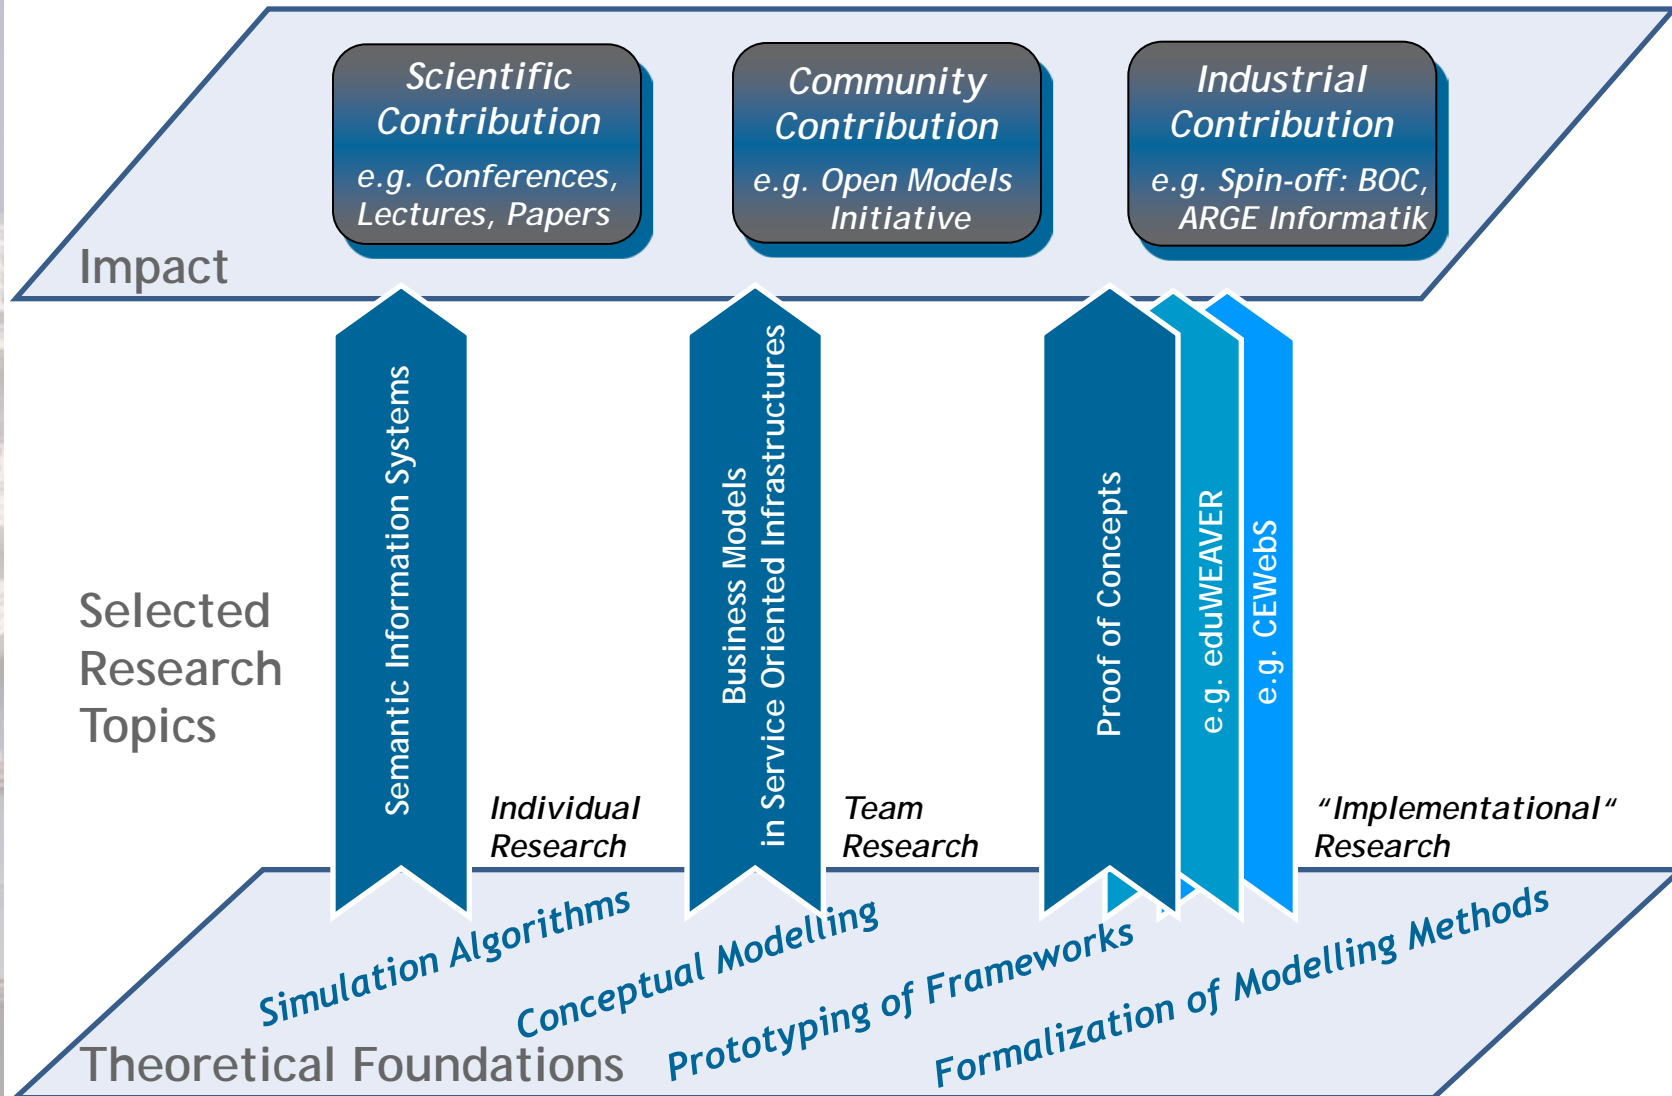 Scientific
Contribution
e.g. Conferences,
Lectures, Papers
Community
Contribution
e.g. Open Models
Initiative
Industrial
Contribution
e.g. Spin-off: BOC,
ARGE Informatik
Impact
Selected
Research
Topics
Semantic Information Systems
Individual
Research
Business Models
in Service Oriented Infrastructures
Team
Research
Proof of Concepts
e.g. eduWEAVER
e.g. CEWebS
“Implementational“
Research
Simulation Algorithms
Conceptual Modelling
Prototyping of Frameworks
Formalization of Modelling Methods
Theoretical Foundations